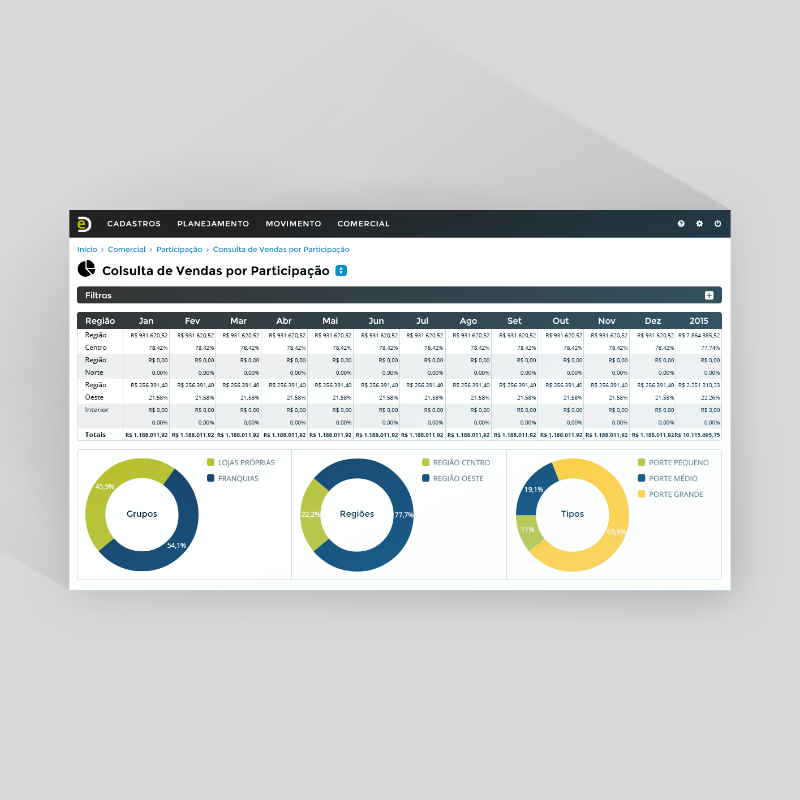 e
CADASTROS PLANEJAMENTO MOVIMENTO COMERCIAL
Início > Comercial > Participação > Consulta de Vendas por Participação
Colsulta de Vendas por Participação
Filtros
Região Jan Fev Mar Abr Mai Jun Jul Ago Set Out Nov Dez 2015
Região R$ 931.620,52 R$ 931.620,52 R$ 931.620,52 R$ 931.620,52 R$ 931.620,52 R$ 931.620,52 R$ 931.620,52 R$ 931.620,52 R$ 931.620,52 R$ 931.620,52 R$ 931.620,52 R$ 931.620,52 R$ 7.864.385,52
Centro 78,42% 78,42% 78,42% 78,42% 78,42% 78,42% 78,42% 78,42% 78,42% 78,42% 78,42% 78,42% 77,74%
Região R$ 0,00 R$ 0,00 R$ 0,00 R$ 0,00 R$ 0,00 R$ 0,00 R$ 0,00 R$ 0,00 R$ 0,00 R$ 0,00 R$ 0,00 R$ 0,00 R$ 0,00
Norte 0,00% 0,00% 0,00% 0,00% 0,00% 0,00% 0,00% 0,00% 0,00% 0,00% 0,00% 0,00% 0,00%
Região R$ 256.391,40 R$ 256.391,40 R$ 256.391,40 R$ 256.391,40 R$ 256.391,40 R$ 256.391,40 R$ 256.391,40 R$ 256.391,40 R$ 256.391,40 R$ 256.391,40 R$ 256.391,40 R$ 256.391,40 R$ 2.251.310,23
Oeste 21,58% 21,58% 21,58% 21,58% 21,58% 21,58% 21,58% 21,58% 21,58% 21,58% 21,58% 21,58% 22,26%
Interior R$ 0,00 R$ 0,00 R$ 0,00 R$ 0,00 R$ 0,00 R$ 0,00 R$ 0,00 R$ 0,00 R$ 0,00 R$ 0,00 R$ 0,00 R$ 0,00 R$ 0,00
0,00% 0,00% 0,00% 0,00% 0,00% 0,00% 0,00% 0,00% 0,00% 0,00% 0,00% 0,00% 0,00%
Totais R$ 1.188.011,92 R$ 1.188.011,92 R$ 1.188.011,92 R$ 1.188.011,92 R$ 1.188.011,92 R$ 1.188.011,92 R$ 1.188.011,92 R$ 1.188.011,92 R$ 1.188.011,92 R$ 1.188.011,92 R$ 1.188.011,92 R$ 1.188.011,92 R$ 10.115.695,75
LOJAS PRÓPRIAS
FRANQUIAS
45,9%
Grupos
54,1%
REGIÃO CENTRO
REGIÃO OESTE
22,2%
Regiões
77,7%
PORTE PEQUENO
PORTE MÉDIO
PORTE GRANDE
19,1%
Tipos
11%
69,9%